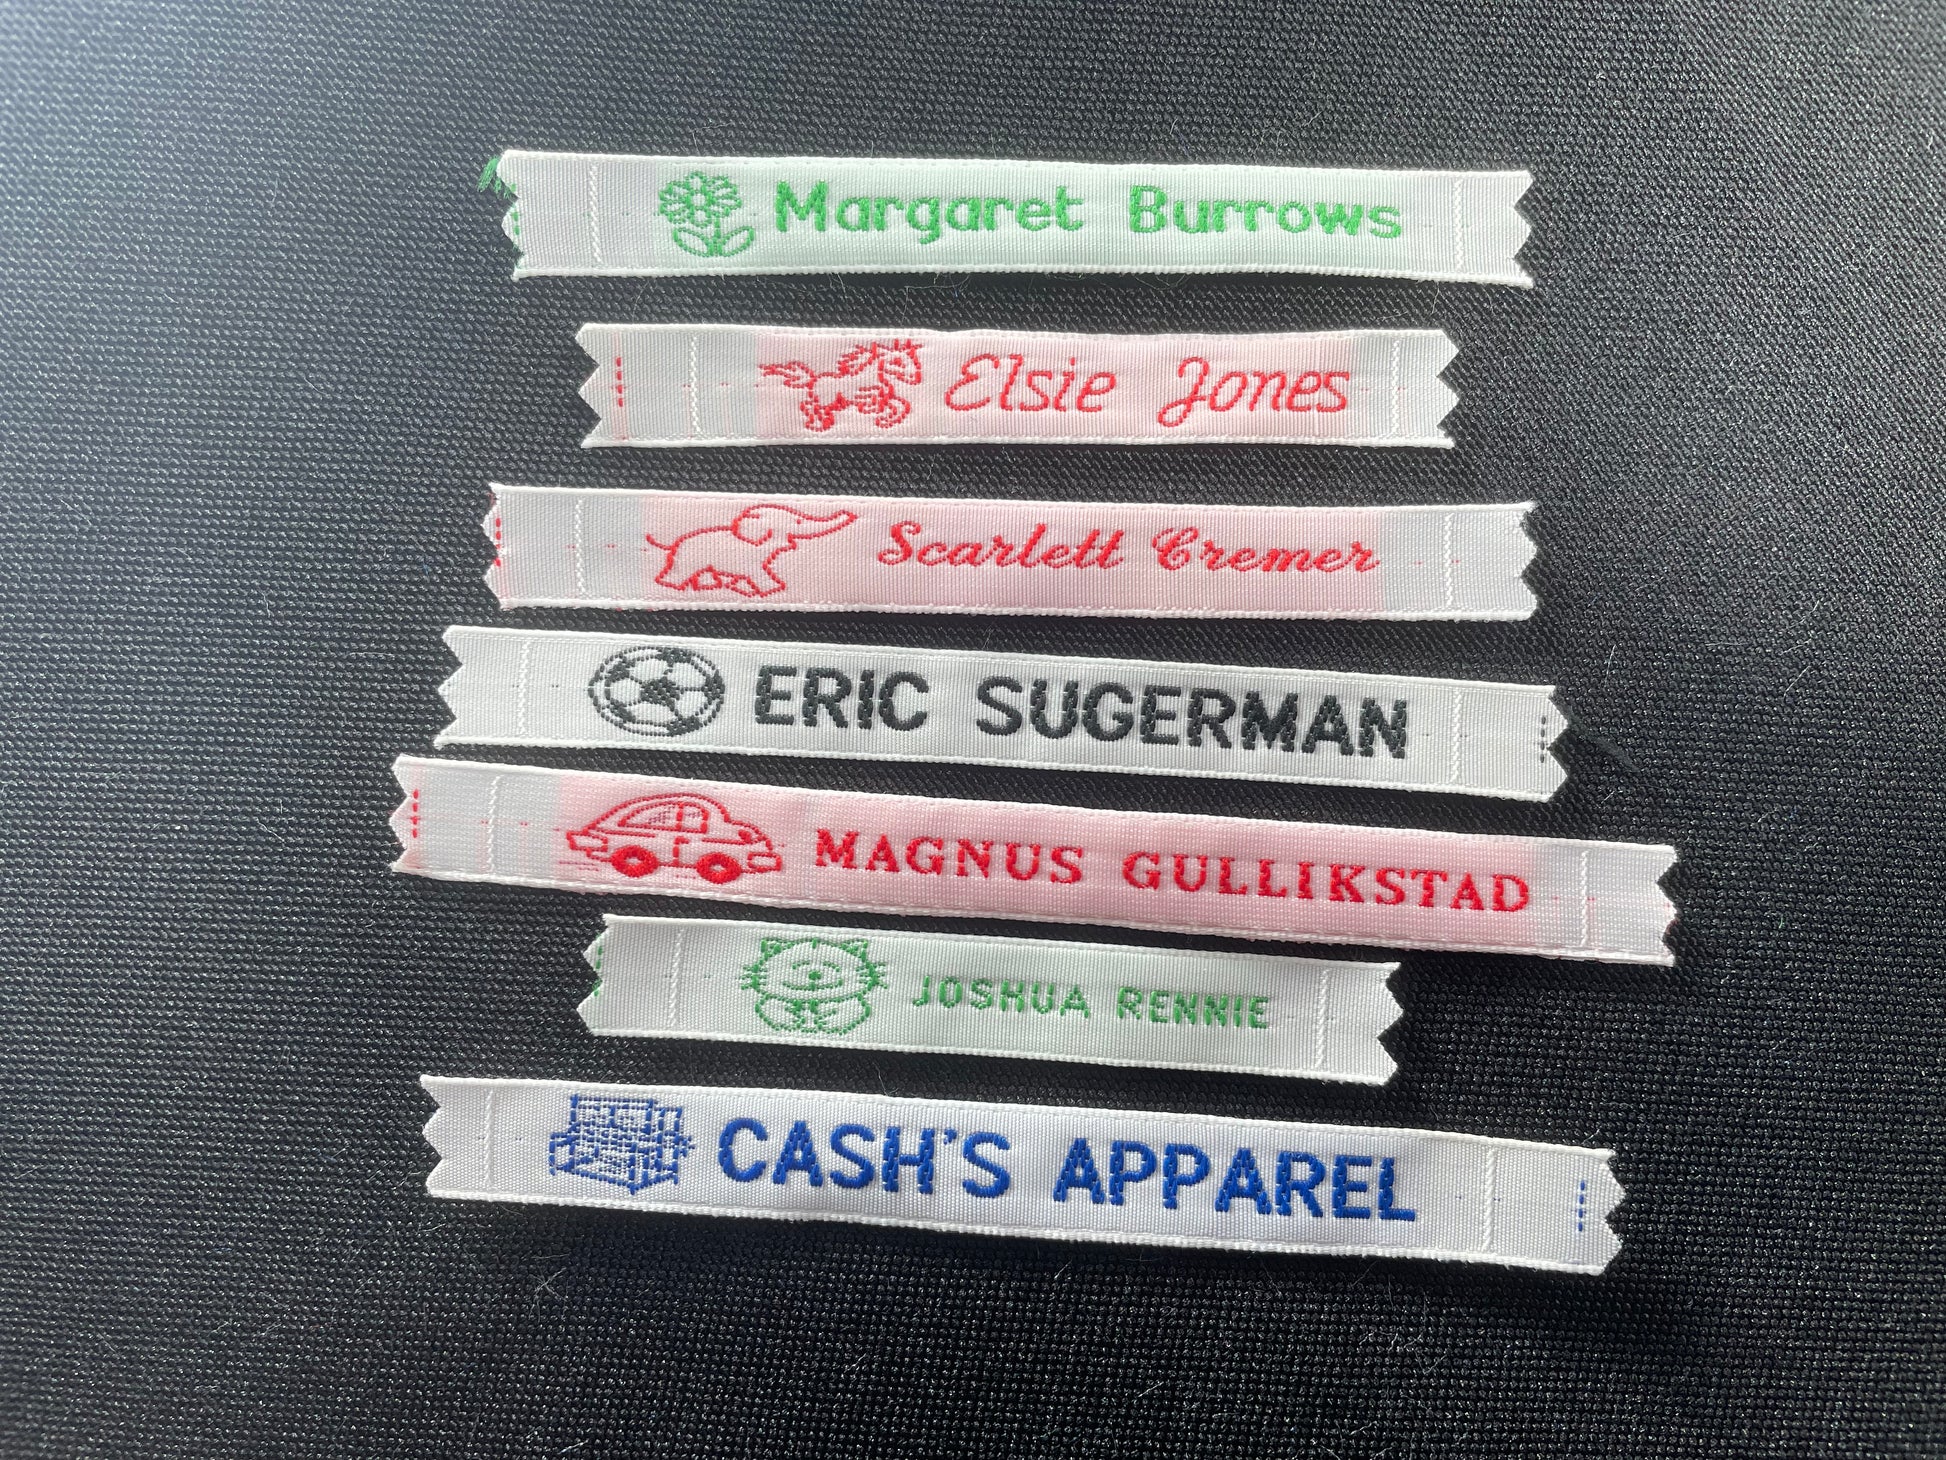 Margaret Burrows
Elsie Jones
Scarlett Cremer
ERIC SUGERMAN
MAGNUS GULLIKSTAD
JOSHUA RENNIE
CASH'S APPAREL